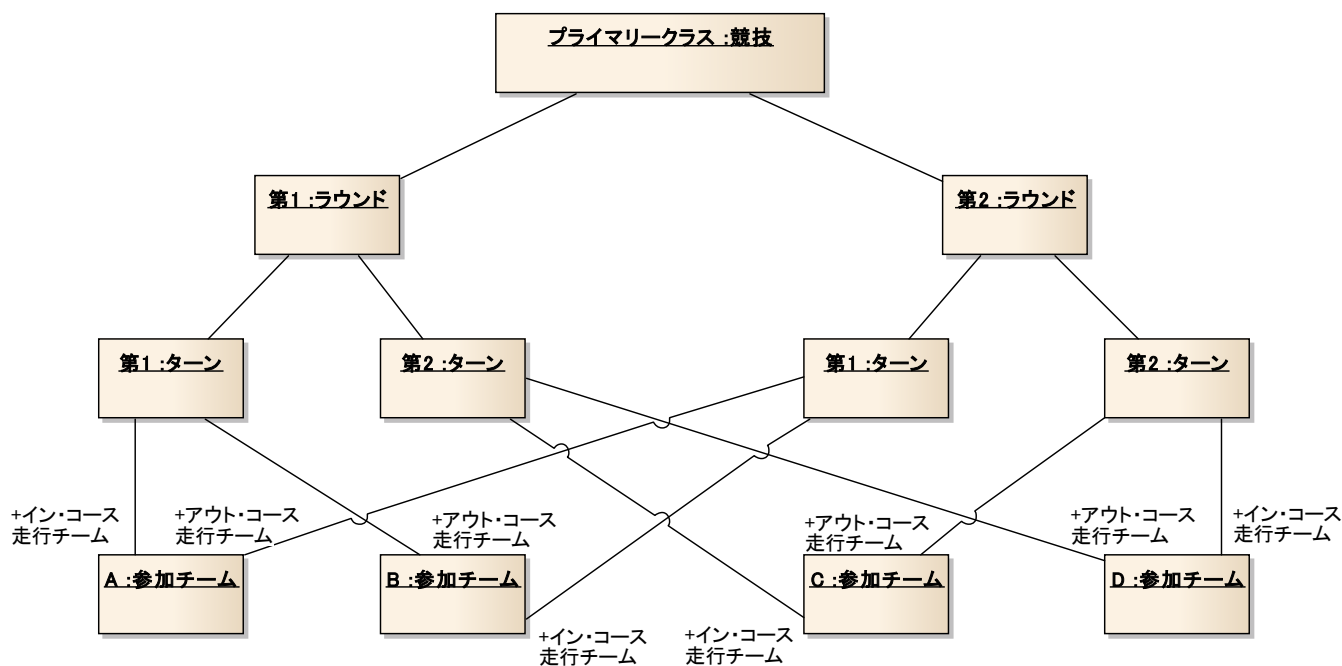 プライマリークラス :競技
第1 :ラウンド
第2 :ラウンド
第1 :ターン
第2 :ターン
第1 :ターン
第2 :ターン
+イン・コース
走行チーム
+アウト・コース
走行チーム
+アウト・コース
走行チーム
+アウト・コース
走行チーム
+アウト・コース
走行チーム
+イン・コース
走行チーム
A :参加チーム
B :参加チーム
C :参加チーム
D :参加チーム
+イン・コース
走行チーム
+イン・コース
走行チーム